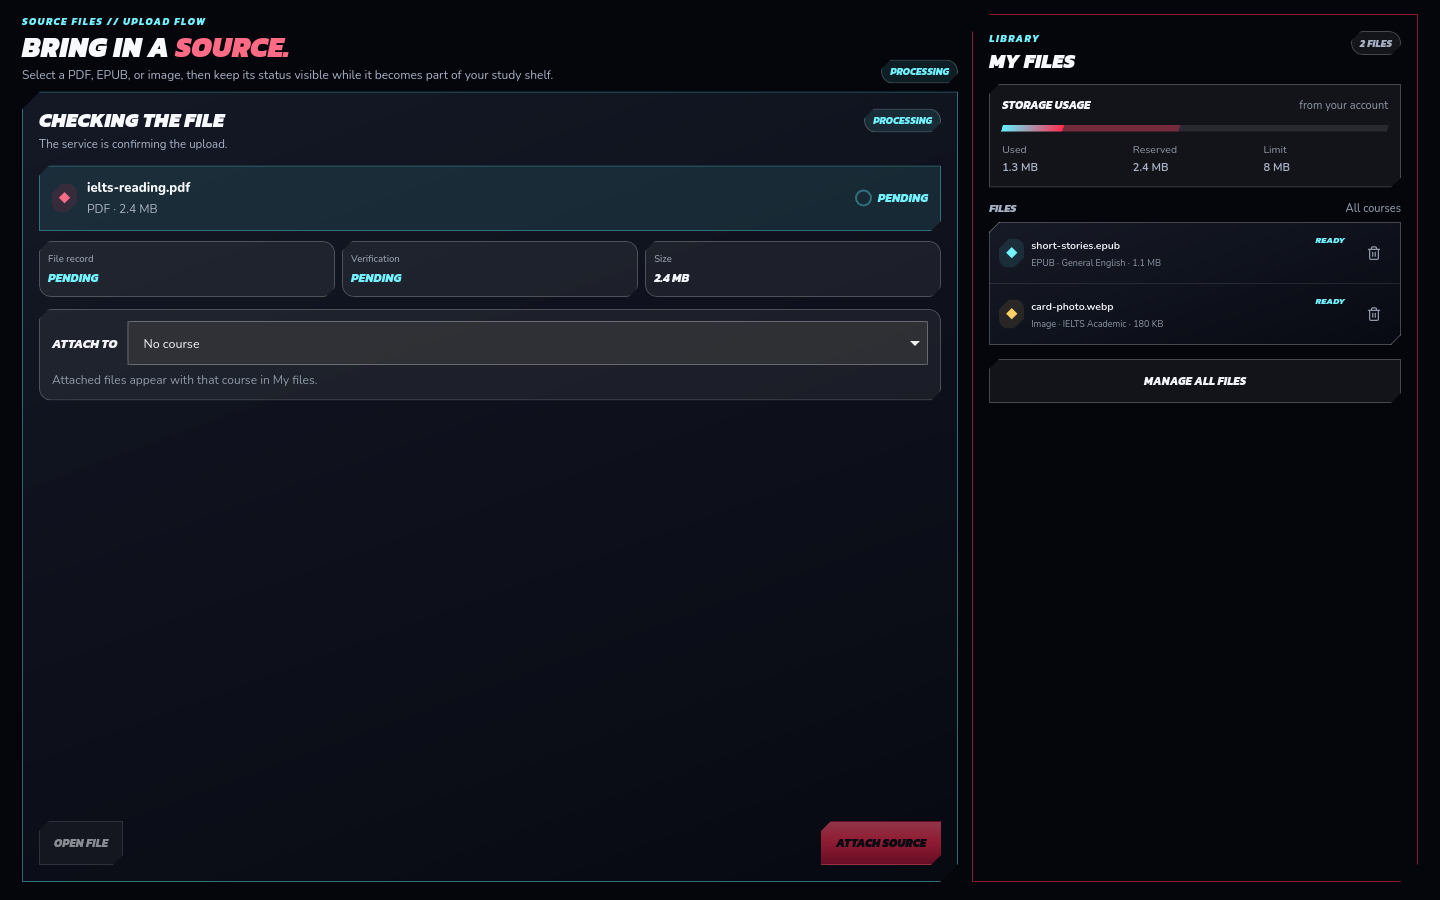 SOURCE FILES // UPLOAD FLOW
BRING IN A SOURCE.
Select a PDF, EPUB, or image, then keep its status visible while it becomes part of your study shelf.
PROCESSING
CHECKING THE FILE
The service is confirming the upload.
PROCESSING
ielts-reading.pdf
PDF · 2.4 MB
PENDING
File record
PENDING
Verification
PENDING
Size
2.4 MB
ATTACH TO
No course
Attached files appear with that course in My files.
OPEN FILE
ATTACH SOURCE
LIBRARY
MY FILES
2 FILES
STORAGE USAGE
from your account
Used
1.3 MB
Reserved
2.4 MB
Limit
8 MB
FILES
All courses
short-stories.epub
EPUB · General English · 1.1 MB
READY
card-photo.webp
Image · IELTS Academic · 180 KB
READY
MANAGE ALL FILES